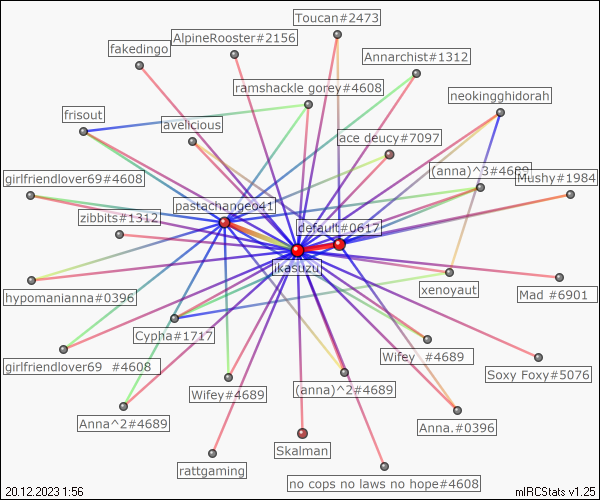 Toucan#2473
AlpineRooster#2156
fakedingo
Annarchist#1312
ramshackle gorey#4608
neokingghidorah
frisout
avelicious
ace deucy#7097
(anna)^3#4689
girlfriendlover69#4608
Mushy#1984
pastachangeo41
zibbits#1312
default#0617
jikasuzu
hypomanianna#0396
xenoyaut
Mad #6901
Cypha#1717
girlfriendlover69 #4608
Wifey #4689
Soxy Foxy#5076
Wifey#4689
(anna)^2#4689
Anna^2#4689
Anna.#0396
Skalman
rattgaming
no cops no laws no hope#4608
20.12.2023 1:56
mIRCStats v1.25